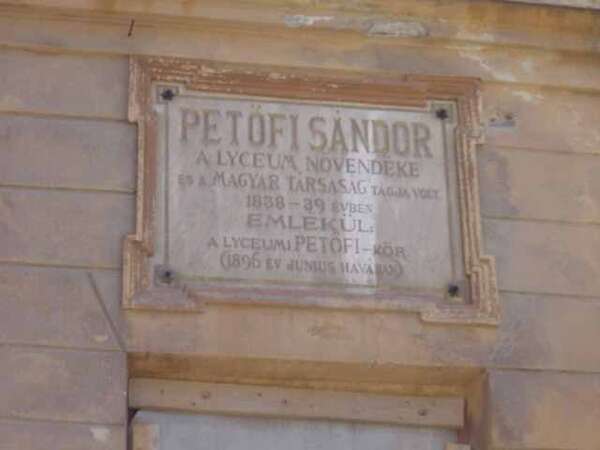 PETŐFI SÁNDOR
A LYCEUM NÖVENDÉKE
ÉS A MAGYAR TÁRSASÁG TAGJA VOLT
1838-39 ÉVBEN
EMLÉKÜL:
A LYCEUMI PETŐFI-KÖR
(1896 ÉV JUNIUS HAVÁBAN)